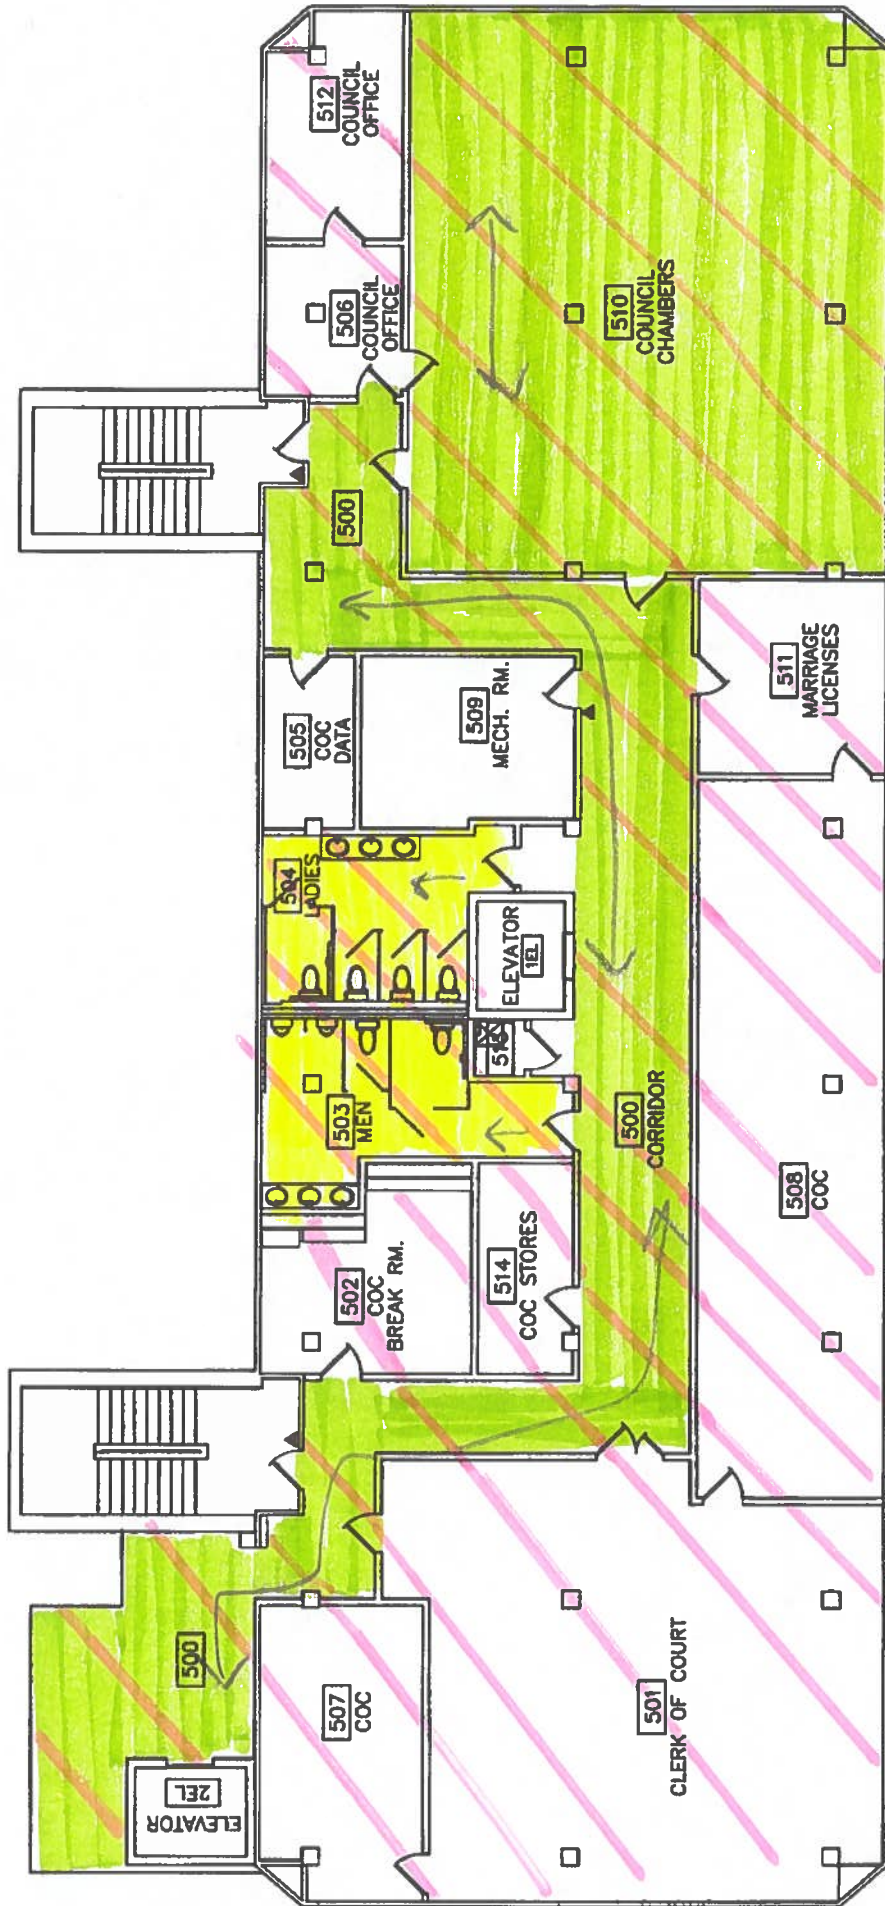 512
COUNCIL
OFFICE
506
COUNCIL
OFFICE
510
COUNCIL
CHAMBERS
500
505
COC
DATA
509
MECH. RM.
511
MARRIAGE
LICENSES
504
LADIES
ELEVATOR
1EL
503
MEN
500
CORRIDOR
508
COC
502
COC
BREAK RM.
514
COC STORES
500
507
COC
501
CLERK OF COURT
2EL
ELEVATOR